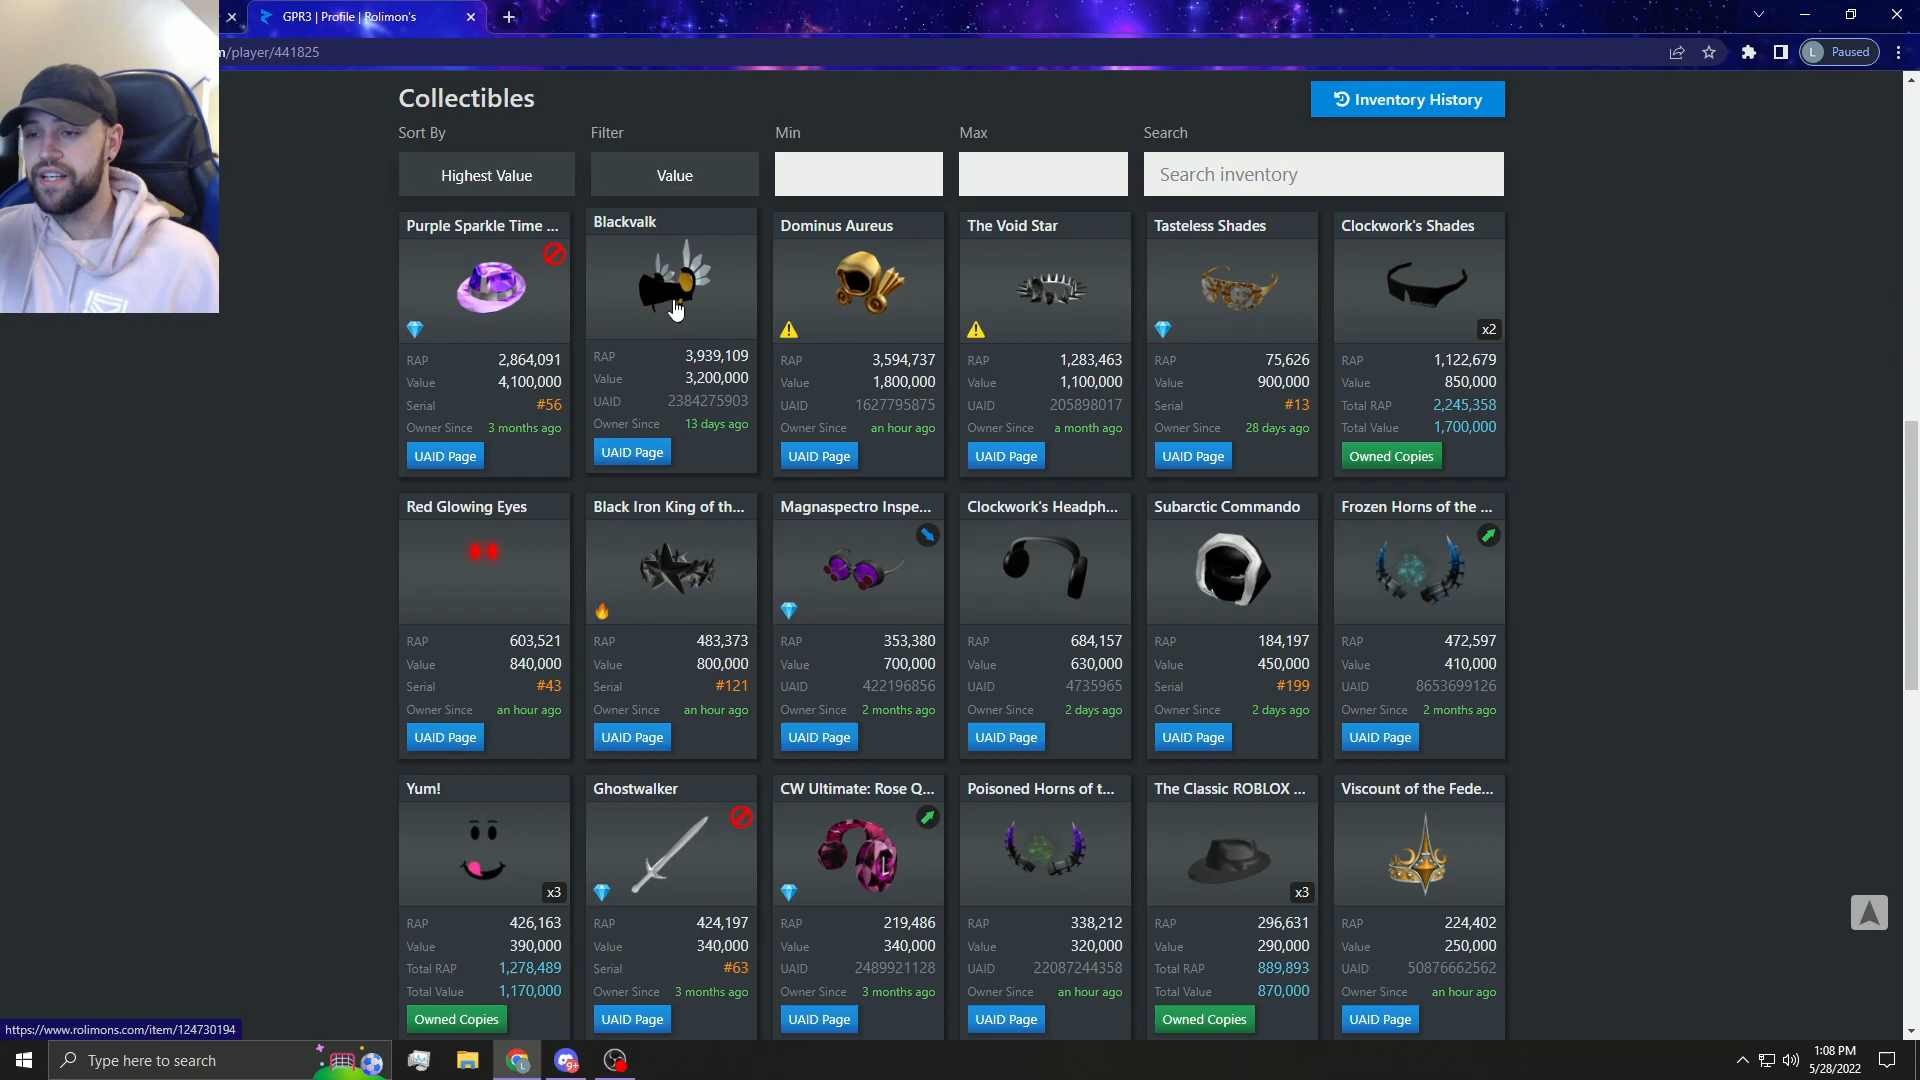 GPR3 | Profile | Rolimon's
/player/441825
L Paused
Collectibles
Inventory History
Sort By Filter Min Max Search
Highest Value Value Search inventory
Purple Sparkle Time ... Blackvalk Dominus Aureus The Void Star Tasteless Shades Clockwork's Shades
x2
RAP 2,864,091 RAP 3,939,109 RAP 3,594,737 RAP 1,283,463 RAP 75,626 RAP 1,122,679
Value 4,100,000 Value 3,200,000 Value 1,800,000 Value 1,100,000 Value 900,000 Value 850,000
Serial #56 UAID 2384275903 UAID 1627795875 UAID 205898017 Serial #13 Total RAP 2,245,358
Owner Since 3 months ago Owner Since 13 days ago Owner Since an hour ago Owner Since a month ago Owner Since 28 days ago Total Value 1,700,000
UAID Page UAID Page UAID Page UAID Page UAID Page Owned Copies
Red Glowing Eyes Black Iron King of th... Magnaspectro Inspe... Clockwork's Headph... Subarctic Commando Frozen Horns of the ...
RAP 603,521 RAP 483,373 RAP 353,380 RAP 684,157 RAP 184,197 RAP 472,597
Value 840,000 Value 800,000 Value 700,000 Value 630,000 Value 450,000 Value 410,000
Serial #43 Serial #121 UAID 422196856 UAID 4735965 Serial #199 UAID 8653699126
Owner Since an hour ago Owner Since an hour ago Owner Since 2 months ago Owner Since 2 days ago Owner Since 2 days ago Owner Since 2 months ago
UAID Page UAID Page UAID Page UAID Page UAID Page UAID Page
Yum! Ghostwalker CW Ultimate: Rose Q... Poisoned Horns of t... The Classic ROBLOX ... Viscount of the Fede...
x3 x3
RAP 426,163 RAP 424,197 RAP 219,486 RAP 338,212 RAP 296,631 RAP 224,402
Value 390,000 Value 340,000 Value 340,000 Value 320,000 Value 290,000 Value 250,000
Total RAP 1,278,489 Serial #63 UAID 2489921128 UAID 22087244358 Total RAP 889,893 UAID 50876662562
Total Value 1,170,000 Owner Since 3 months ago Owner Since 3 months ago Owner Since an hour ago Total Value 870,000 Owner Since an hour ago
Owned Copies UAID Page UAID Page UAID Page Owned Copies UAID Page
https://www.rolimons.com/item/124730194
Type here to search
L
9+
1:08 PM
5/28/2022